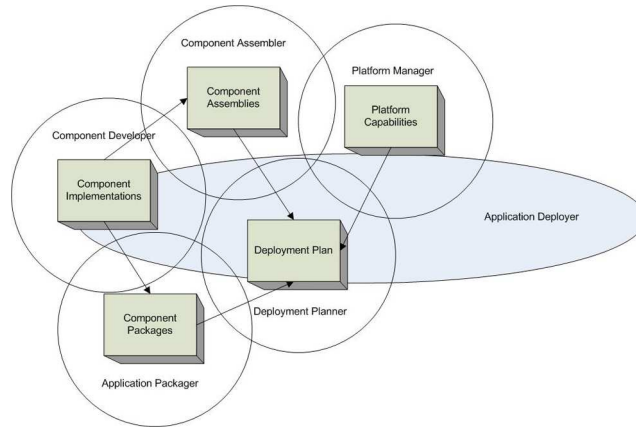 Component Assembler
Component
Assemblies
Platform Manager
Platform
Capabilities
Component Developer
Component
Implementations
Application Deployer
Deployment Plan
Deployment Planner
Component
Packages
Application Packager